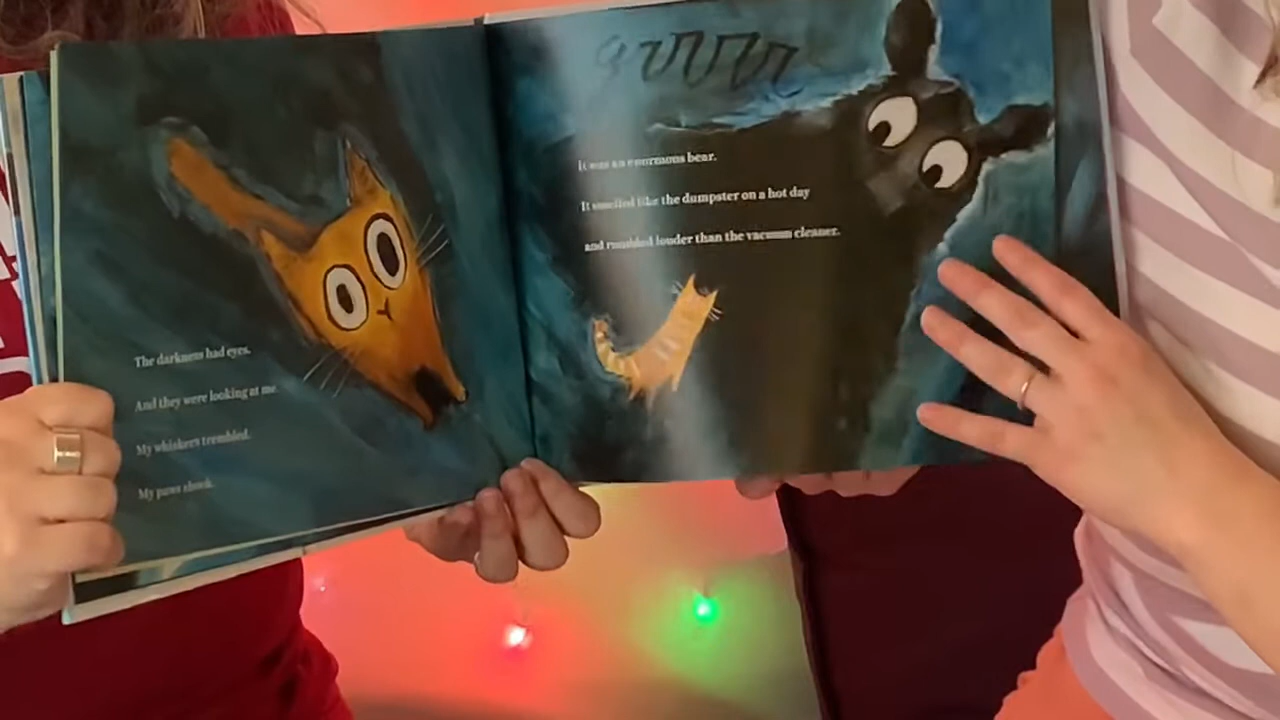 The darkness had eyes.
And they were looking at me.
My whiskers trembled.
My paws shook.
grrrr
It was an enormous bear.
It smelled like the dumpster on a hot day
and rumbled louder than the vacuum cleaner.